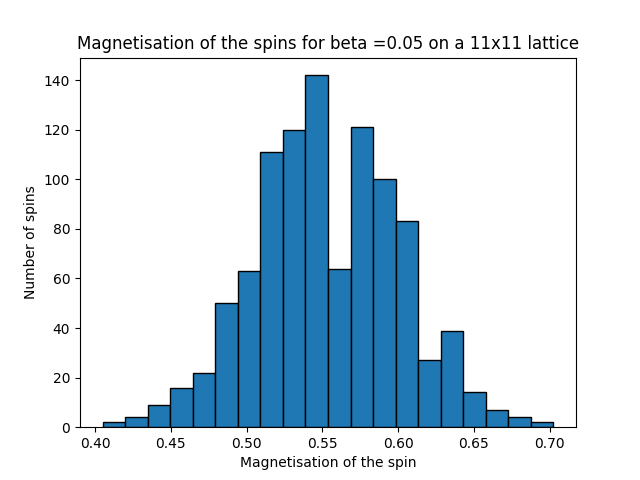 Magnetisation of the spins for beta =0.05 on a 11x11 lattice
140
120
100
80
60
40
20
0
Number of spins
0.40 0.45 0.50 0.55 0.60 0.65 0.70
Magnetisation of the spin